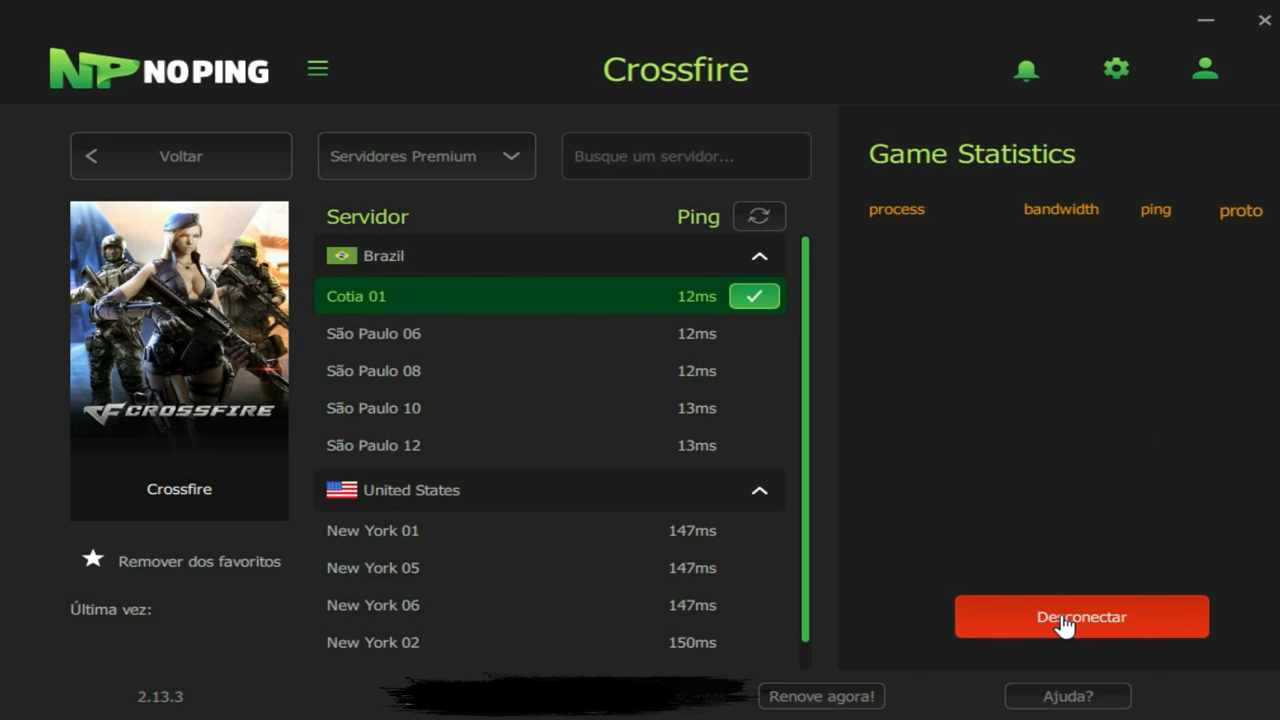 NP NOPING
Crossfire
Voltar
Servidores Premium
Busque um servidor...
Game Statistics
process bandwidth ping proto
Servidor Ping
Brazil
Cotia 01 12ms
São Paulo 06 12ms
São Paulo 08 12ms
São Paulo 10 13ms
São Paulo 12 13ms
CROSSFIRE
Crossfire
United States
New York 01 147ms
New York 05 147ms
New York 06 147ms
New York 02 150ms
Remover dos favoritos
Última vez:
Desconectar
2.13.3
Renove agora!
Ajuda?